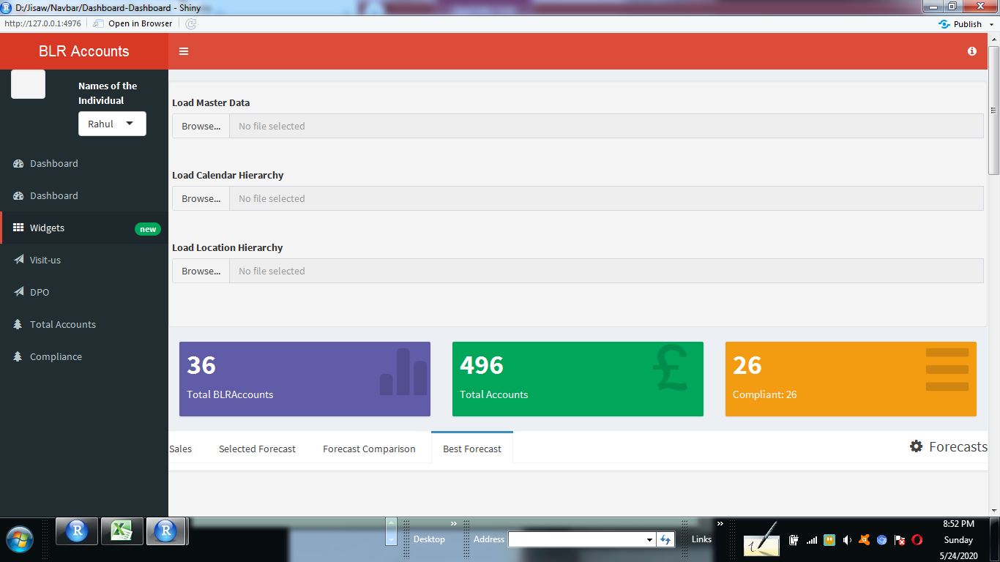 D:/Jisaw/Navbar/Dashboard-Dashboard - Shiny
http://127.0.0.1:4976 Open in Browser Publish
BLR Accounts
Names of the
Individual
Rahul
Dashboard
Dashboard
Widgets new
Visit-us
DPO
Total Accounts
Compliance
Load Master Data
Browse... No file selected
Load Calendar Hierarchy
Browse... No file selected
Load Location Hierarchy
Browse... No file selected
36
Total BLRAccounts
496
Total Accounts
26
Compliant: 26
Sales Selected Forecast Forecast Comparison Best Forecast Forecasts
Desktop Address Links
8:52 PM
Sunday
5/24/2020